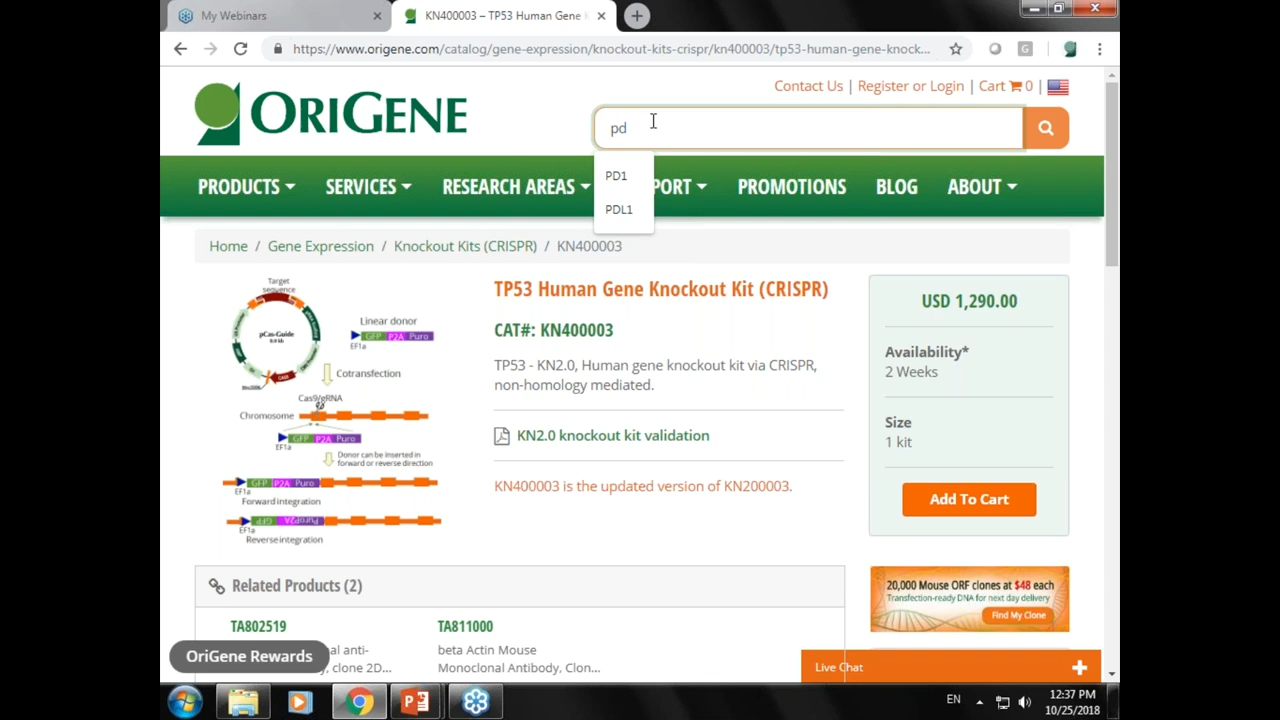 My Webinars
KN400003 – TP53 Human Gene
https://www.origene.com/catalog/gene-expression/knockout-kits-crispr/kn400003/tp53-human-gene-knock...
Contact Us | Register or Login | Cart 0 |
ORIGENE
pd
PD1
PDL1
PRODUCTS SERVICES RESEARCH AREAS PORT PROMOTIONS BLOG ABOUT
Home / Gene Expression / Knockout Kits (CRISPR) / KN400003
Target
sequence
pCas-Guide
Linear donor
GFP P2A Puro
EF1a
Cotransfection
Cas9/gRNA
Chromosome
GFP P2A Puro
EF1a
Donor can be inserted in
forward or reverse direction
GFP P2A Puro
EF1a
Forward integration
GFP P2A Puro
EF1a
Reverse integration
TP53 Human Gene Knockout Kit (CRISPR)
CAT#: KN400003
TP53 - KN2.0, Human gene knockout kit via CRISPR,
non-homology mediated.
KN2.0 knockout kit validation
KN400003 is the updated version of KN200003.
USD 1,290.00
Availability*
2 Weeks
Size
1 kit
Add To Cart
20,000 Mouse ORF clones at $48 each
Transfection-ready DNA for next day delivery
Find My Clone
Related Products (2)
TA802519
TA811000
al anti-
, clone 2D...
beta Actin Mouse
Monoclonal Antibody, Clon...
OriGene Rewards
Live Chat
EN
12:37 PM
10/25/2018